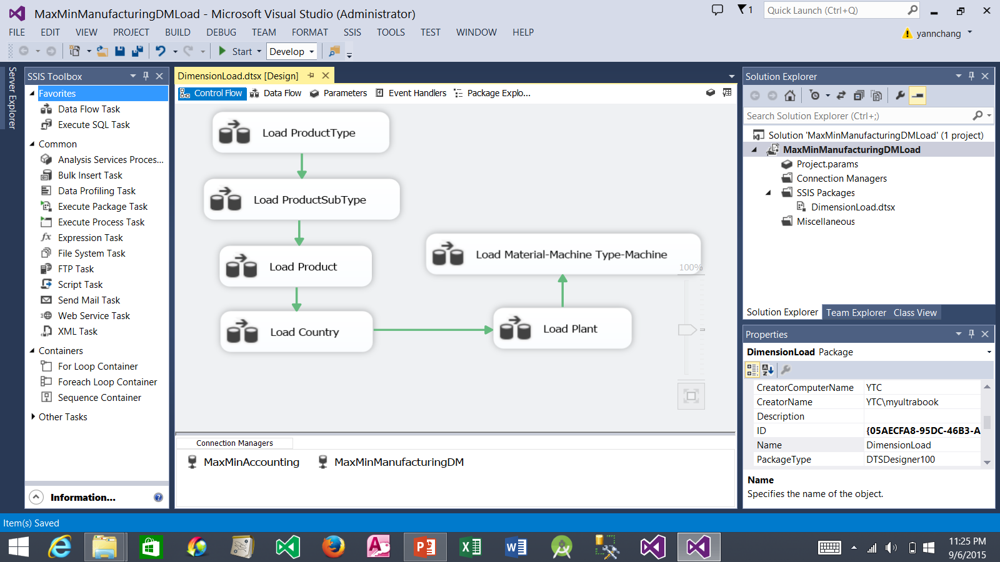 MaxMinManufacturingDMLoad - Microsoft Visual Studio (Administrator)
1
Quick Launch (Ctrl+Q)
FILE EDIT VIEW PROJECT BUILD DEBUG TEAM FORMAT SSIS TOOLS TEST WINDOW HELP
yannchang
Start
Develop
Server Explorer
SSIS Toolbox
Favorites
Data Flow Task
Execute SQL Task
Common
Analysis Services Proces...
Bulk Insert Task
Data Profiling Task
Execute Package Task
Execute Process Task
Expression Task
File System Task
FTP Task
Script Task
Send Mail Task
Web Service Task
XML Task
Containers
For Loop Container
Foreach Loop Container
Sequence Container
Other Tasks
Information...
DimensionLoad.dtsx [Design]
Control Flow Data Flow Parameters Event Handlers Package Explo...
Load ProductType
Load ProductSubType
Load Product
Load Country
Load Material-Machine Type-Machine
Load Plant
100%
Connection Managers
MaxMinAccounting MaxMinManufacturingDM
Solution Explorer
Search Solution Explorer (Ctrl+;)
Solution 'MaxMinManufacturingDMLoad' (1 project)
MaxMinManufacturingDMLoad
Project.params
Connection Managers
SSIS Packages
DimensionLoad.dtsx
Miscellaneous
Solution Explorer Team Explorer Class View
Properties
DimensionLoad Package
CreatorComputerName YTC
CreatorName YTC\myultrabook
Description
ID {05AECFA8-95DC-46B3-A
Name DimensionLoad
PackageType DTSDesigner100
Name
Specifies the name of the object.
Item(s) Saved
11:25 PM
9/6/2015